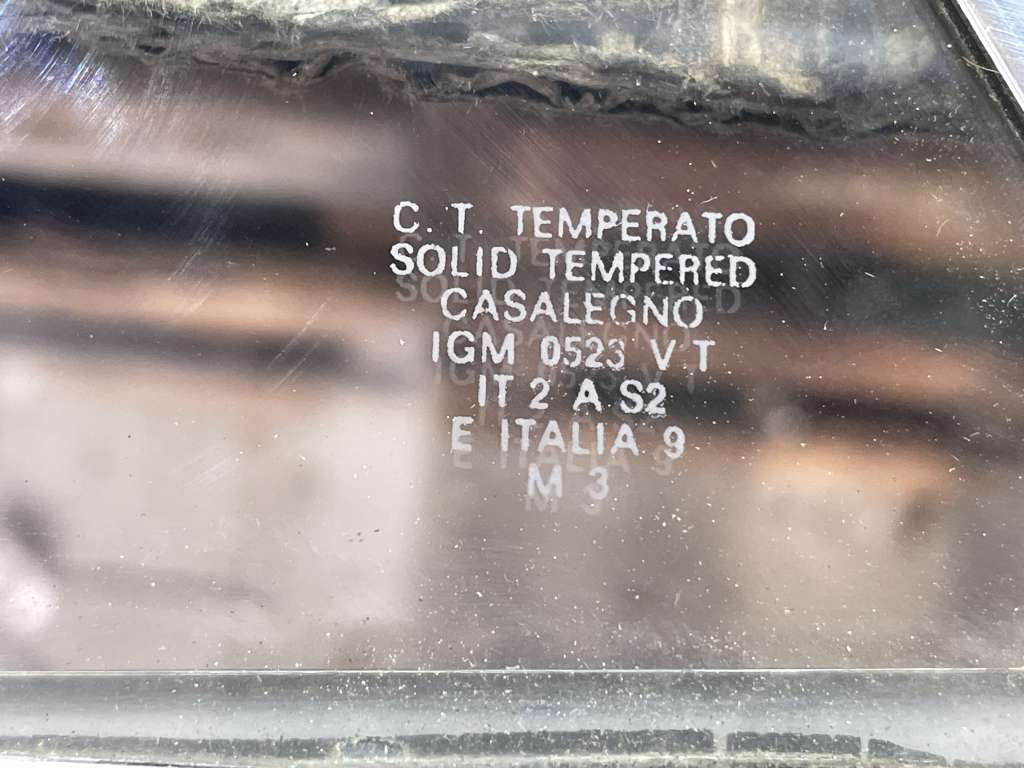 C. T. TEMPERATO
SOLID TEMPERED
CASALEGNO
IGM 0523 V T
IT 2 A S2
E ITALIA 9
M 3